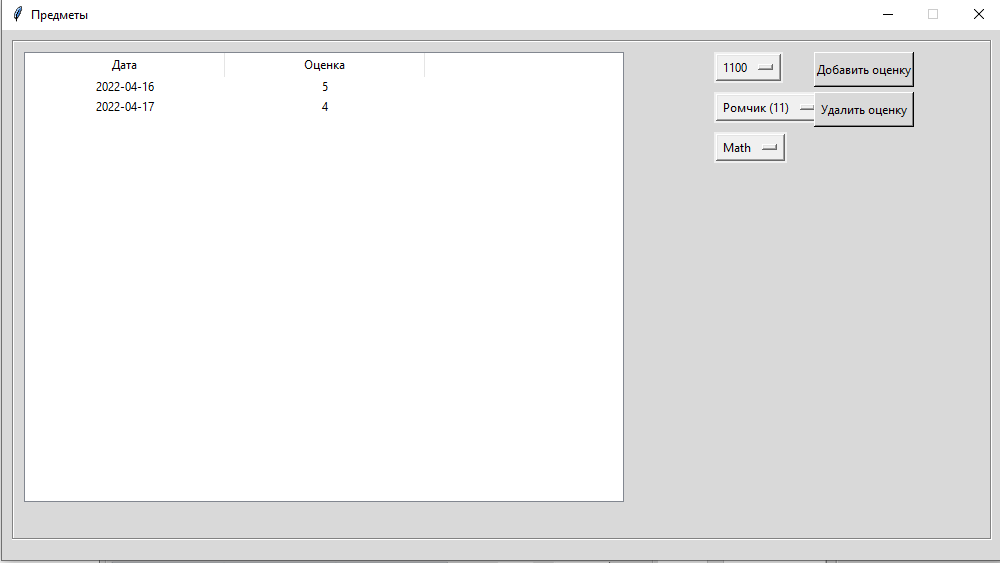 Предметы
Дата Оценка
2022-04-16 5
2022-04-17 4
1100
Ромчик (11)
Math
Добавить оценку
Удалить оценку